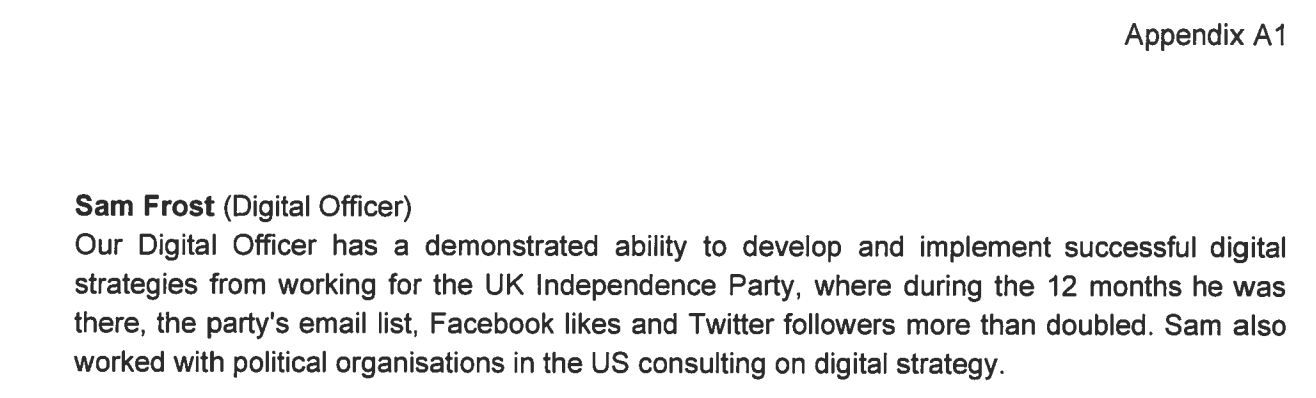 Appendix A1
Sam Frost (Digital Officer)
Our Digital Officer has a demonstrated ability to develop and implement successful digital
strategies from working for the UK Independence Party, where during the 12 months he was
there, the party's email list, Facebook likes and Twitter followers more than doubled. Sam also
worked with political organisations in the US consulting on digital strategy.